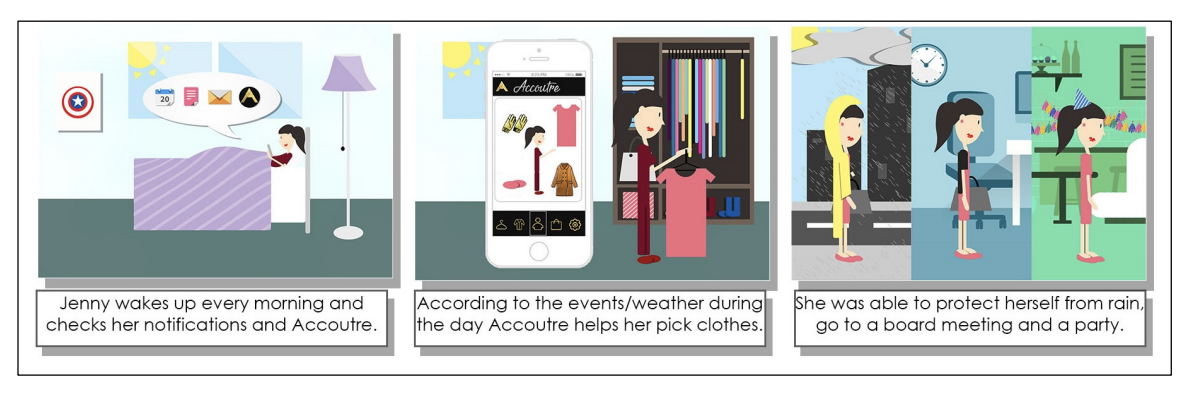 20
Jenny wakes up every morning and
checks her notifications and Accoutre.
Accoutre
According to the events/weather during
the day Accoutre helps her pick clothes.
She was able to protect herself from rain,
go to a board meeting and a party.